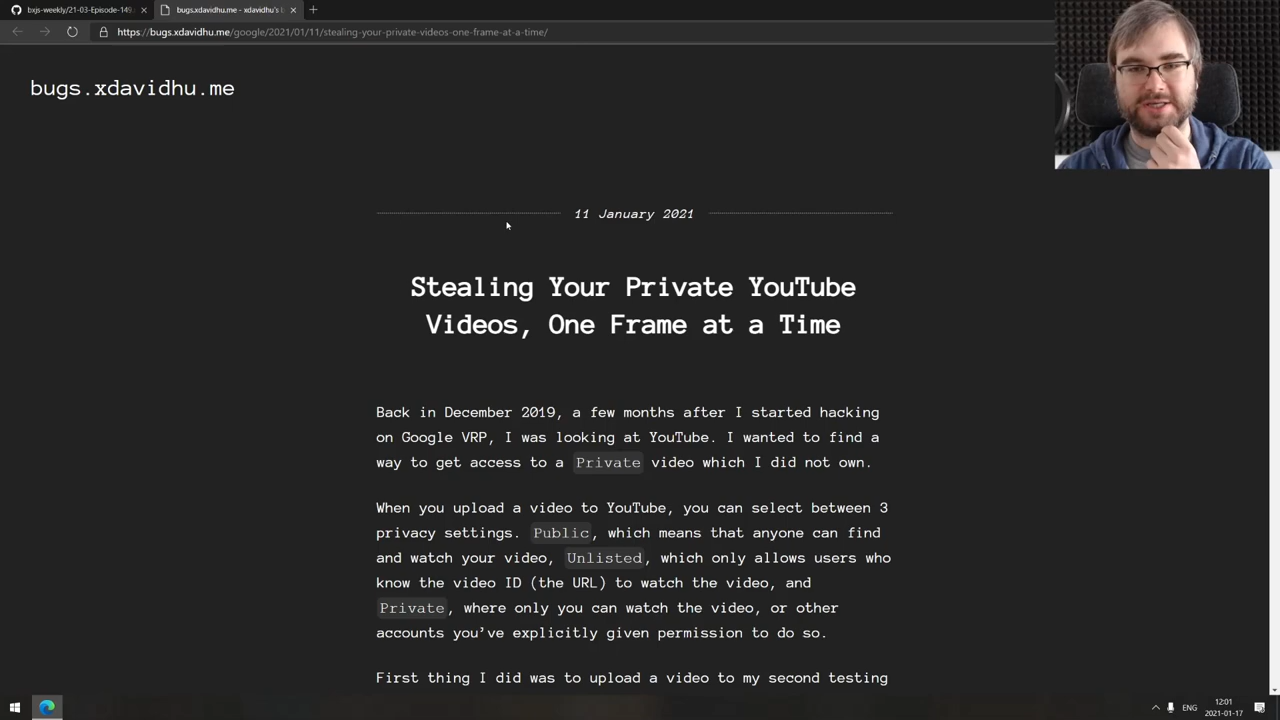 bxjs-weekly/21-03-Episode-149.
bugs.xdavidhu.me - xdavidhu's b
https://bugs.xdavidhu.me/google/2021/01/11/stealing-your-private-videos-one-frame-at-a-time/
bugs.xdavidhu.me
11 January 2021
Stealing Your Private YouTube
Videos, One Frame at a Time
Back in December 2019, a few months after I started hacking
on Google VRP, I was looking at YouTube. I wanted to find a
way to get access to a Private video which I did not own.
When you upload a video to YouTube, you can select between 3
privacy settings. Public, which means that anyone can find
and watch your video, Unlisted, which only allows users who
know the video ID (the URL) to watch the video, and
Private, where only you can watch the video, or other
accounts you’ve explicitly given permission to do so.
First thing I did was to upload a video to my second testing
ENG
12:01
2021-01-17